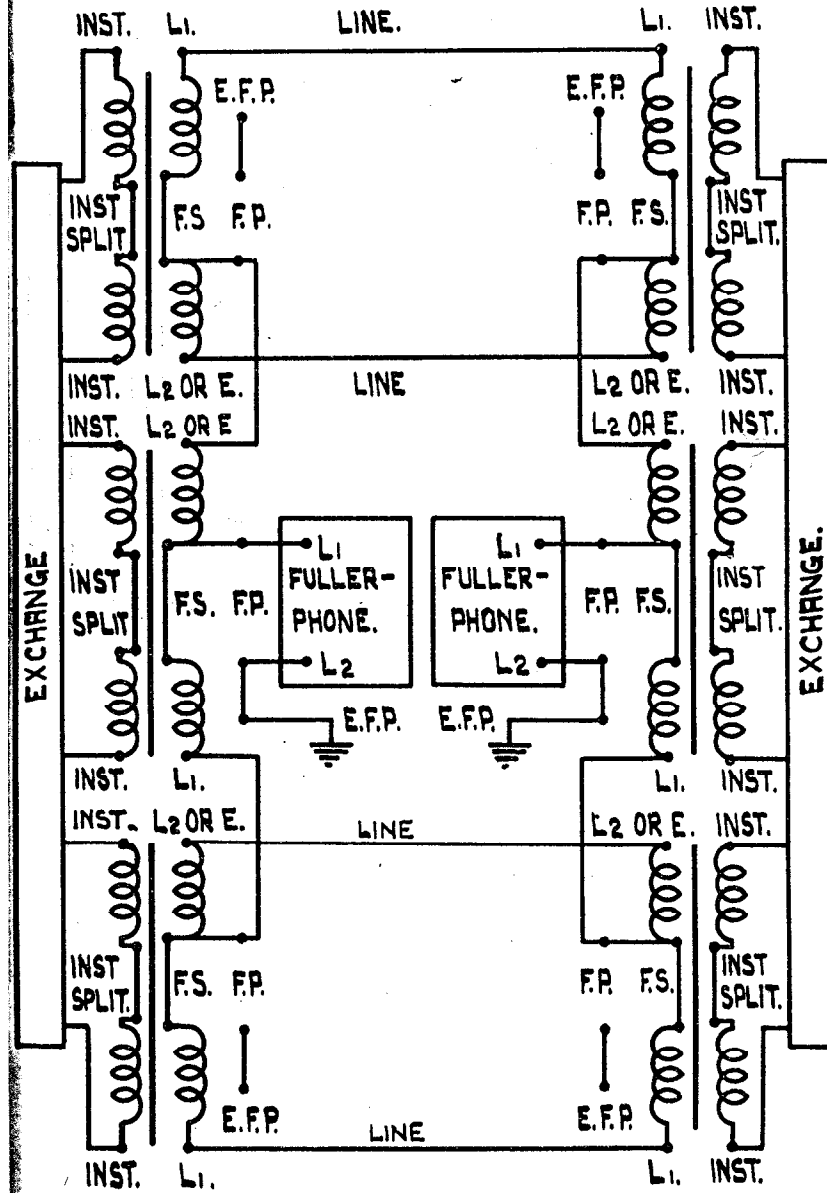 INST. L1. LINE. L1. INST.
E.F.P. E.F.P.
INST
SPLIT
F.S F.P.
F.P. F.S.
INST
SPLIT.
INST. L2 OR E. LINE L2 OR E. INST.
INST. L2 OR E L2 OR E. INST.
EXCHANGE
INST
SPLIT
F.S. F.P.
L1
FULLER-
PHONE.
L2
L1
FULLER-
PHONE.
L2
F.P. F.S.
INST
SPLIT.
EXCHANGE.
E.F.P. E.F.P.
INST. L1. L1. INST.
INST. L2 OR E. LINE L2 OR E. INST.
INST
SPLIT.
F.S. F.P.
F.P. F.S.
INST
SPLIT.
E.F.P. E.F.P.
LINE
INST. L1. L1. INST.